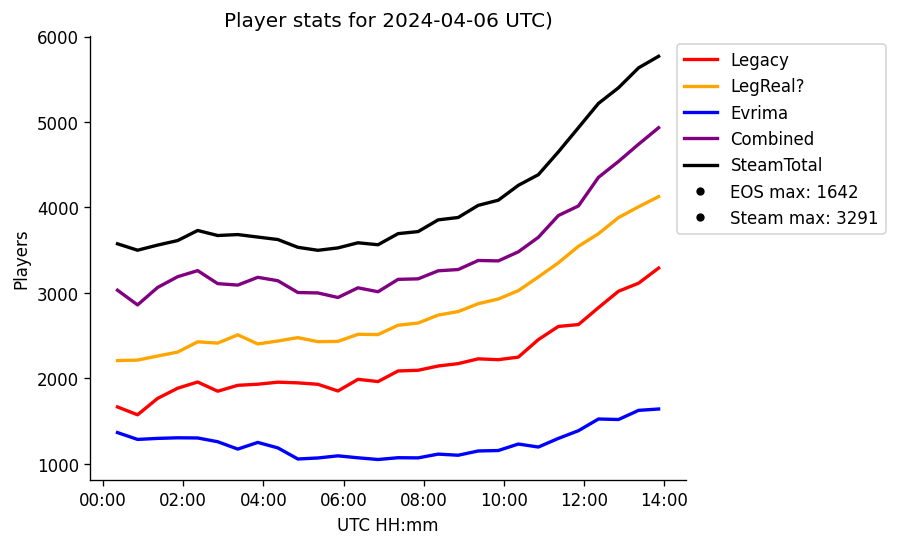 Player stats for 2024-04-06 UTC)
6000
5000
4000
3000
2000
1000
Players
00:00 02:00 04:00 06:00 08:00 10:00 12:00 14:00
UTC HH:mm
Legacy
LegReal?
Evrima
Combined
SteamTotal
EOS max: 1642
Steam max: 3291